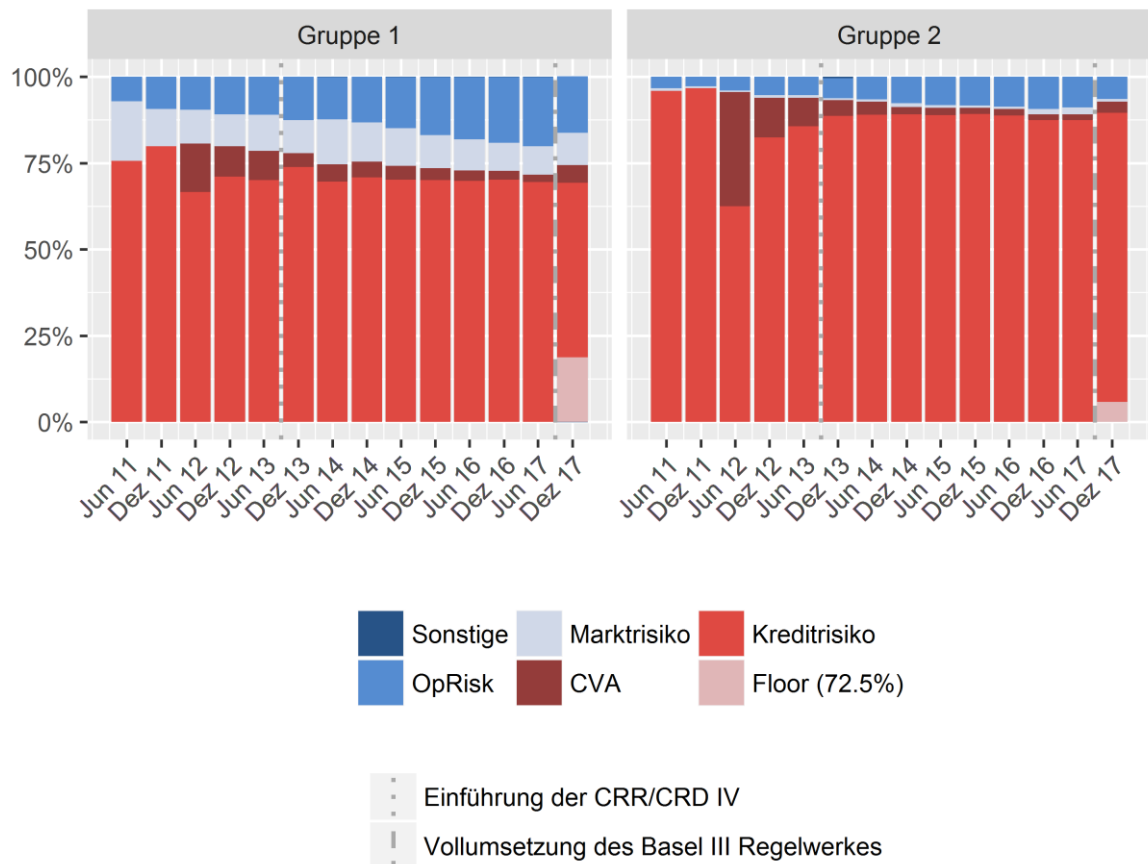 Gruppe 1
Gruppe 2
100%
75%
50%
25%
0%
Jun 11
Dez 11
Jun 12
Dez 12
Jun 13
Dez 13
Jun 14
Dez 14
Jun 15
Dez 15
Jun 16
Dez 16
Jun 17
Dez 17
Jun 11
Dez 11
Jun 12
Dez 12
Jun 13
Dez 13
Jun 14
Dez 14
Jun 15
Dez 15
Jun 16
Dez 16
Jun 17
Dez 17
Sonstige Marktrisiko Kreditrisiko
OpRisk CVA Floor (72.5%)
Einführung der CRR/CRD IV
Vollumsetzung des Basel III Regelwerkes